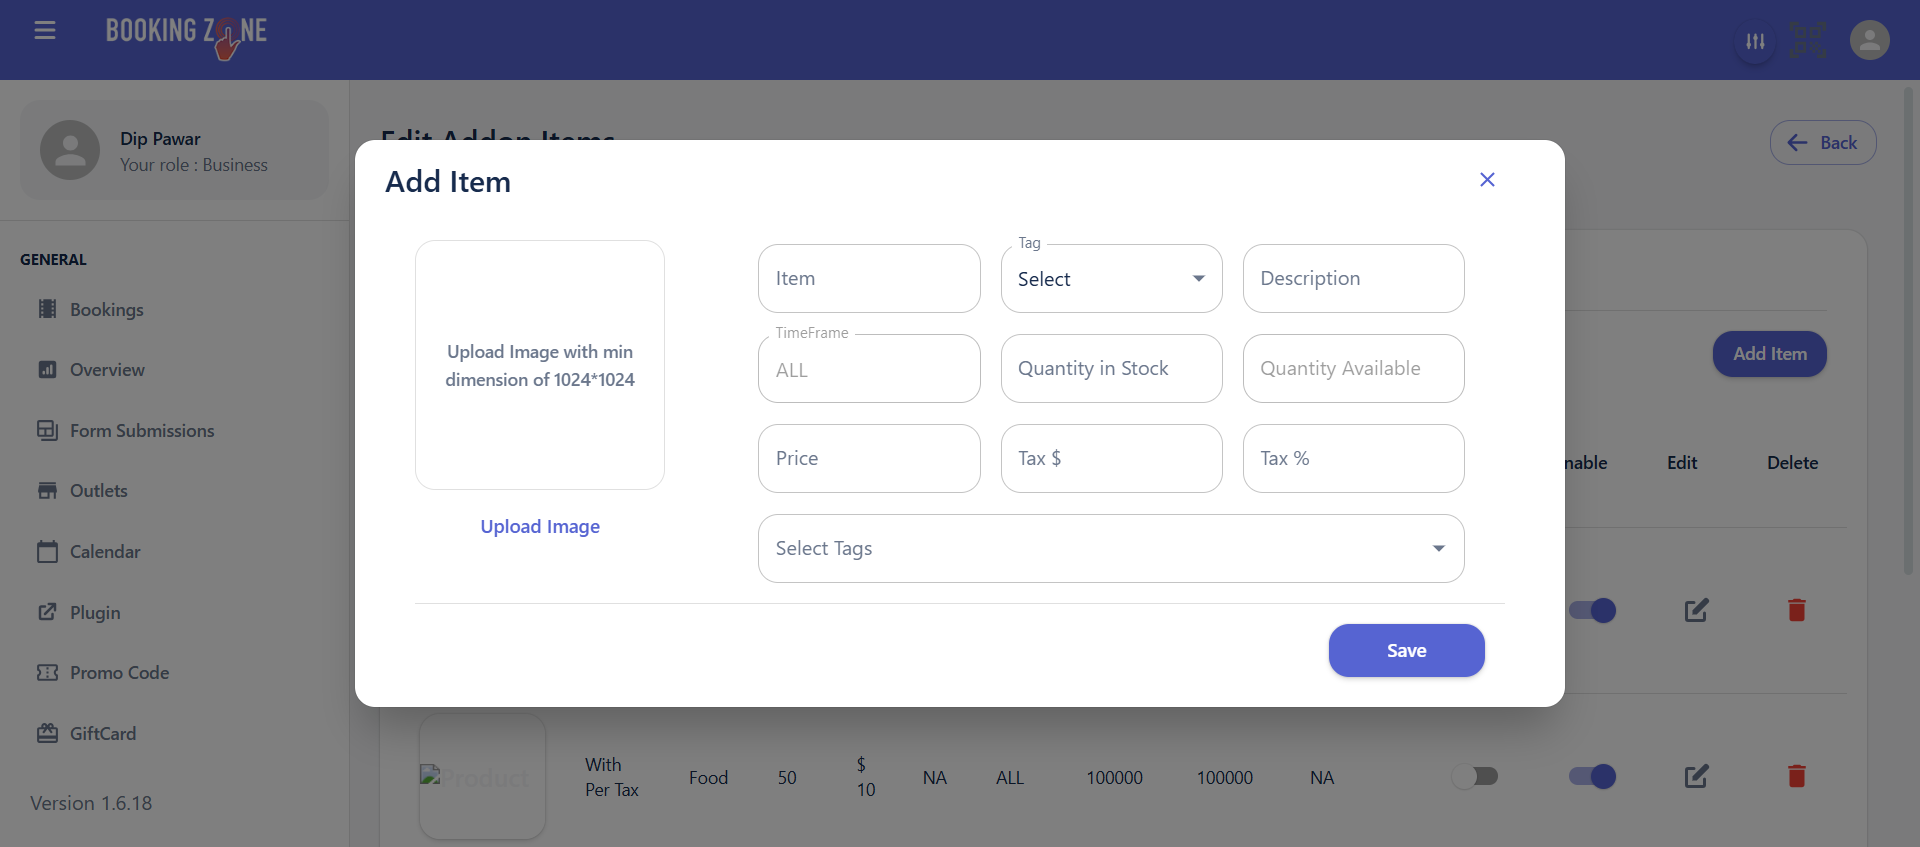 BOOKING ZONE
Dip Pawar
Your role : Business
GENERAL
Bookings
Overview
Form Submissions
Outlets
Calendar
Plugin
Promo Code
GiftCard
Version 1.6.18
Edit Addon Items
Back
Add Item
Upload Image with min
dimension of 1024*1024
Upload Image
Item
Tag
Select
Description
TimeFrame
ALL
Quantity in Stock
Quantity Available
Price
Tax $
Tax %
Select Tags
Save
Add Item
nable
Edit
Delete
Product
With
Per Tax
Food
50
$
10
NA
ALL
100000
100000
NA